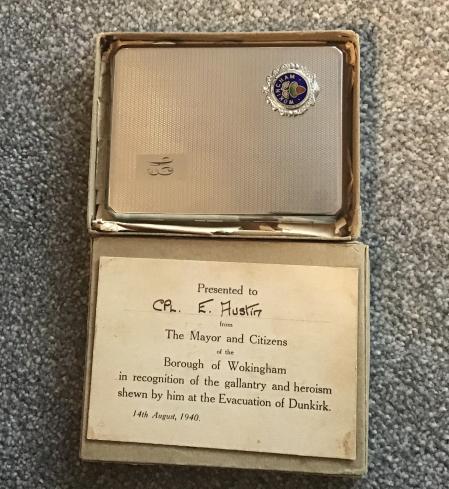 WOKINGHAM
Presented to
CPL. E. Austin
from
The Mayor and Citizens
of the
Borough of Wokingham
in recognition of the gallantry and heroism
shewn by him at the Evacuation of Dunkirk.
14th August, 1940.